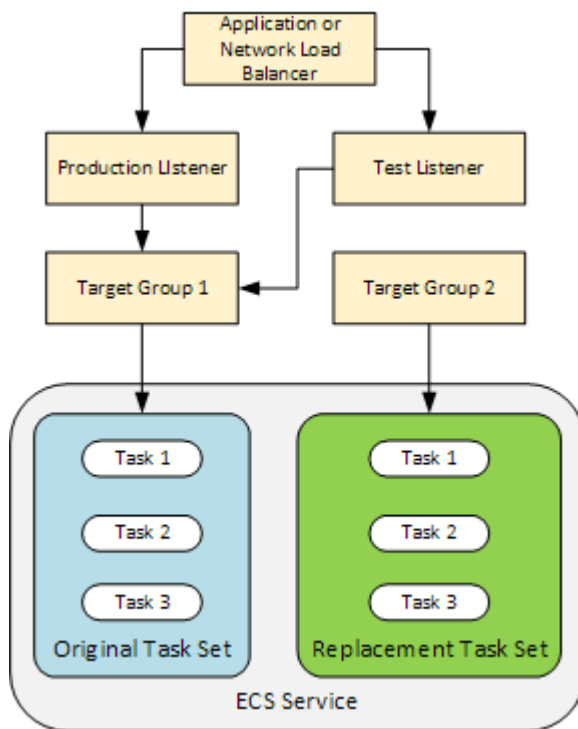 Application or
Network Load
Balancer
Production LIstener
Test Listener
Target Group 1
Target Group 2
Task 1
Task 2
Task 3
Original Task Set
Task 1
Task 2
Task 3
Replacement Task Set
ECS Service